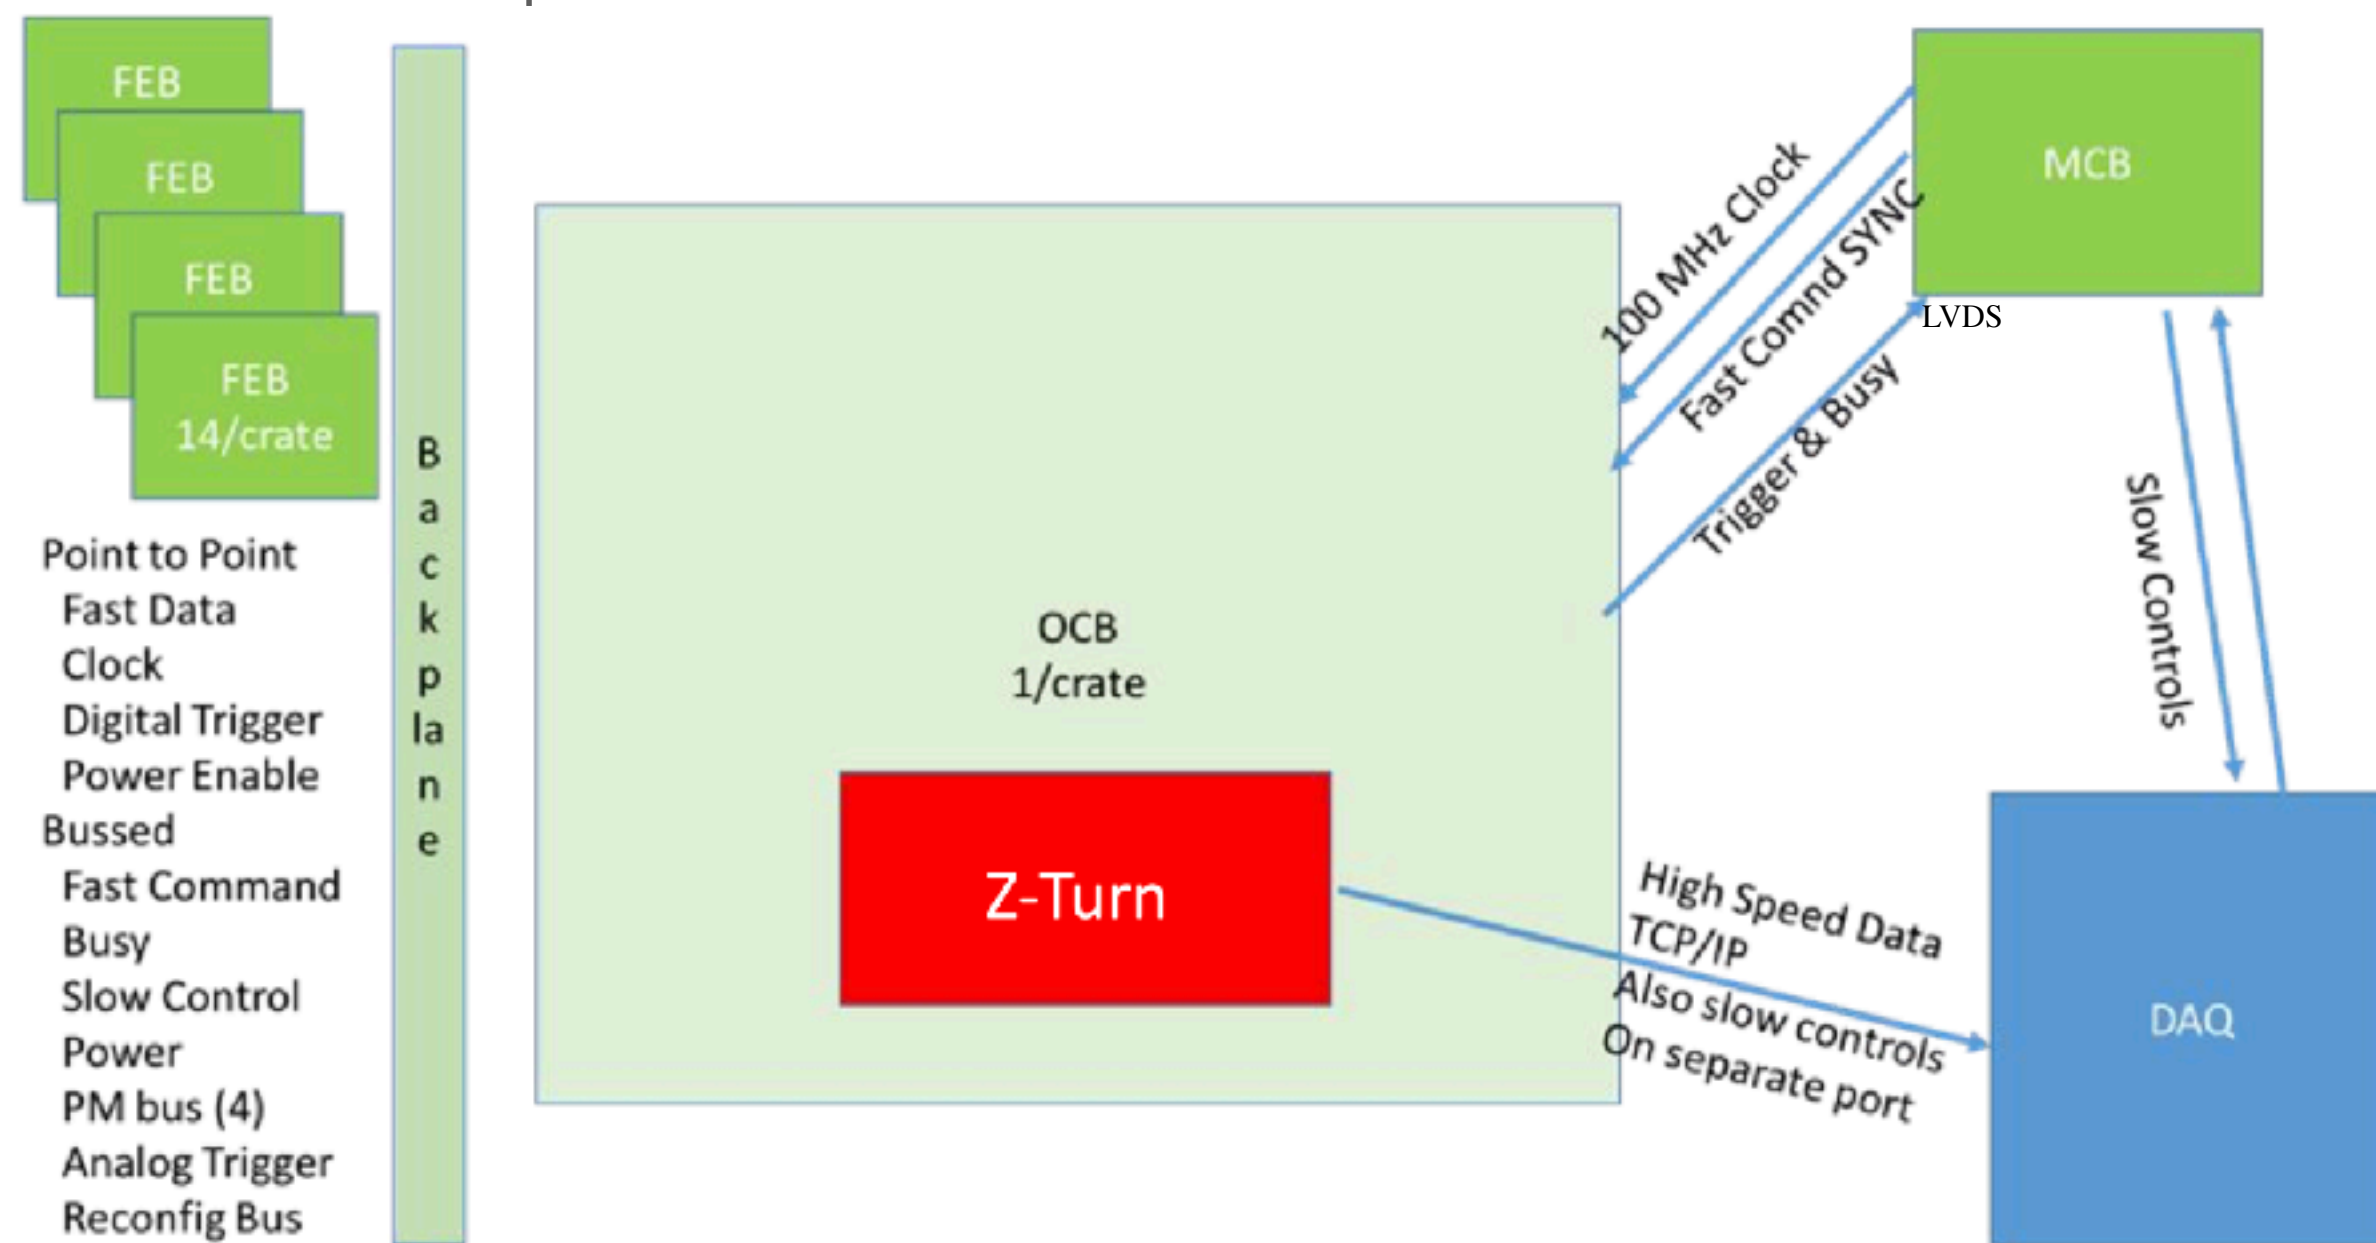 FEB
FEB
FEB
FEB
14/crate
Point to Point
Fast Data
Clock
Digital Trigger
Power Enable
Bussed
Fast Command
Busy
Slow Control
Power
PM bus (4)
Analog Trigger
Reconfig Bus
B
a
c
k
p
la
n
e
OCB
1/crate
Z-Turn
100 MHz Clock
Fast Comnd SYNC
Trigger & Busy
MCB
LVDS
Slow Controls
High Speed Data
TCP/IP
Also slow controls
On separate port
DAQ